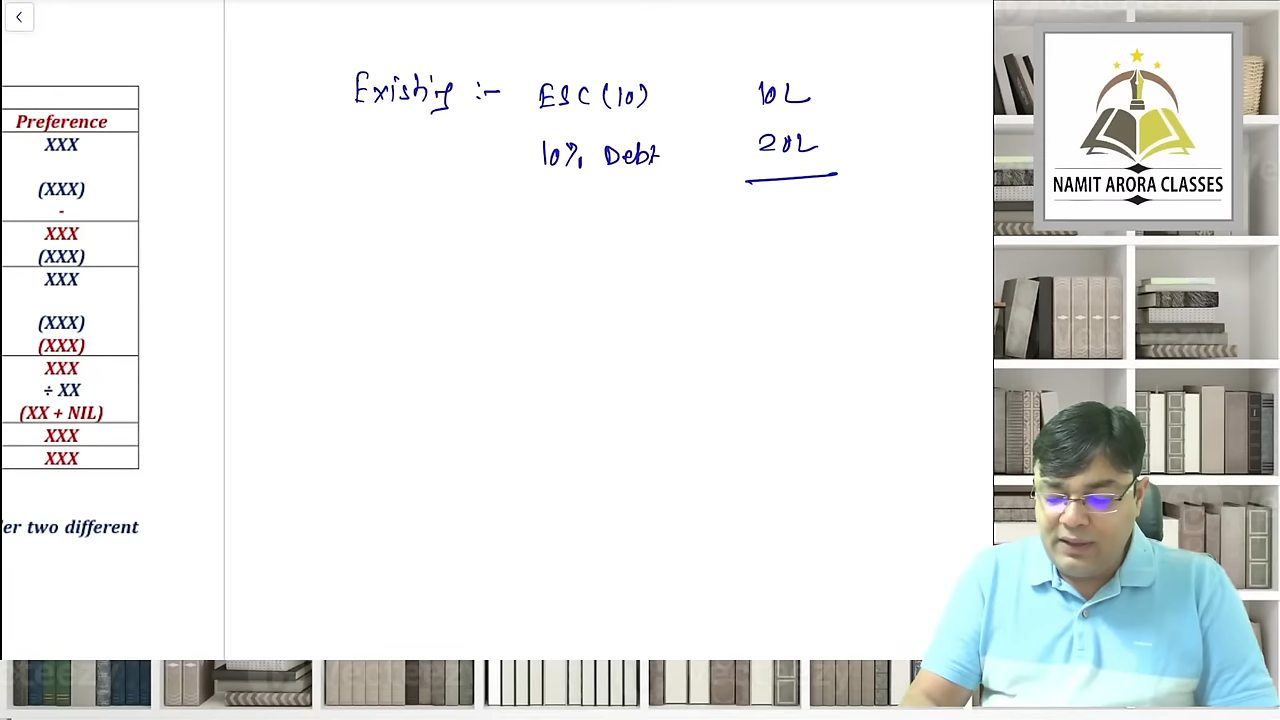 Preference
XXX
(XXX)
-
XXX
(XXX)
XXX
(XXX)
(XXX)
XXX
÷ XX
(XX + NIL)
XXX
XXX
er two different
Existing :- ESC (10) 10L
10% Debt 20L
NAMIT ARORA CLASSES